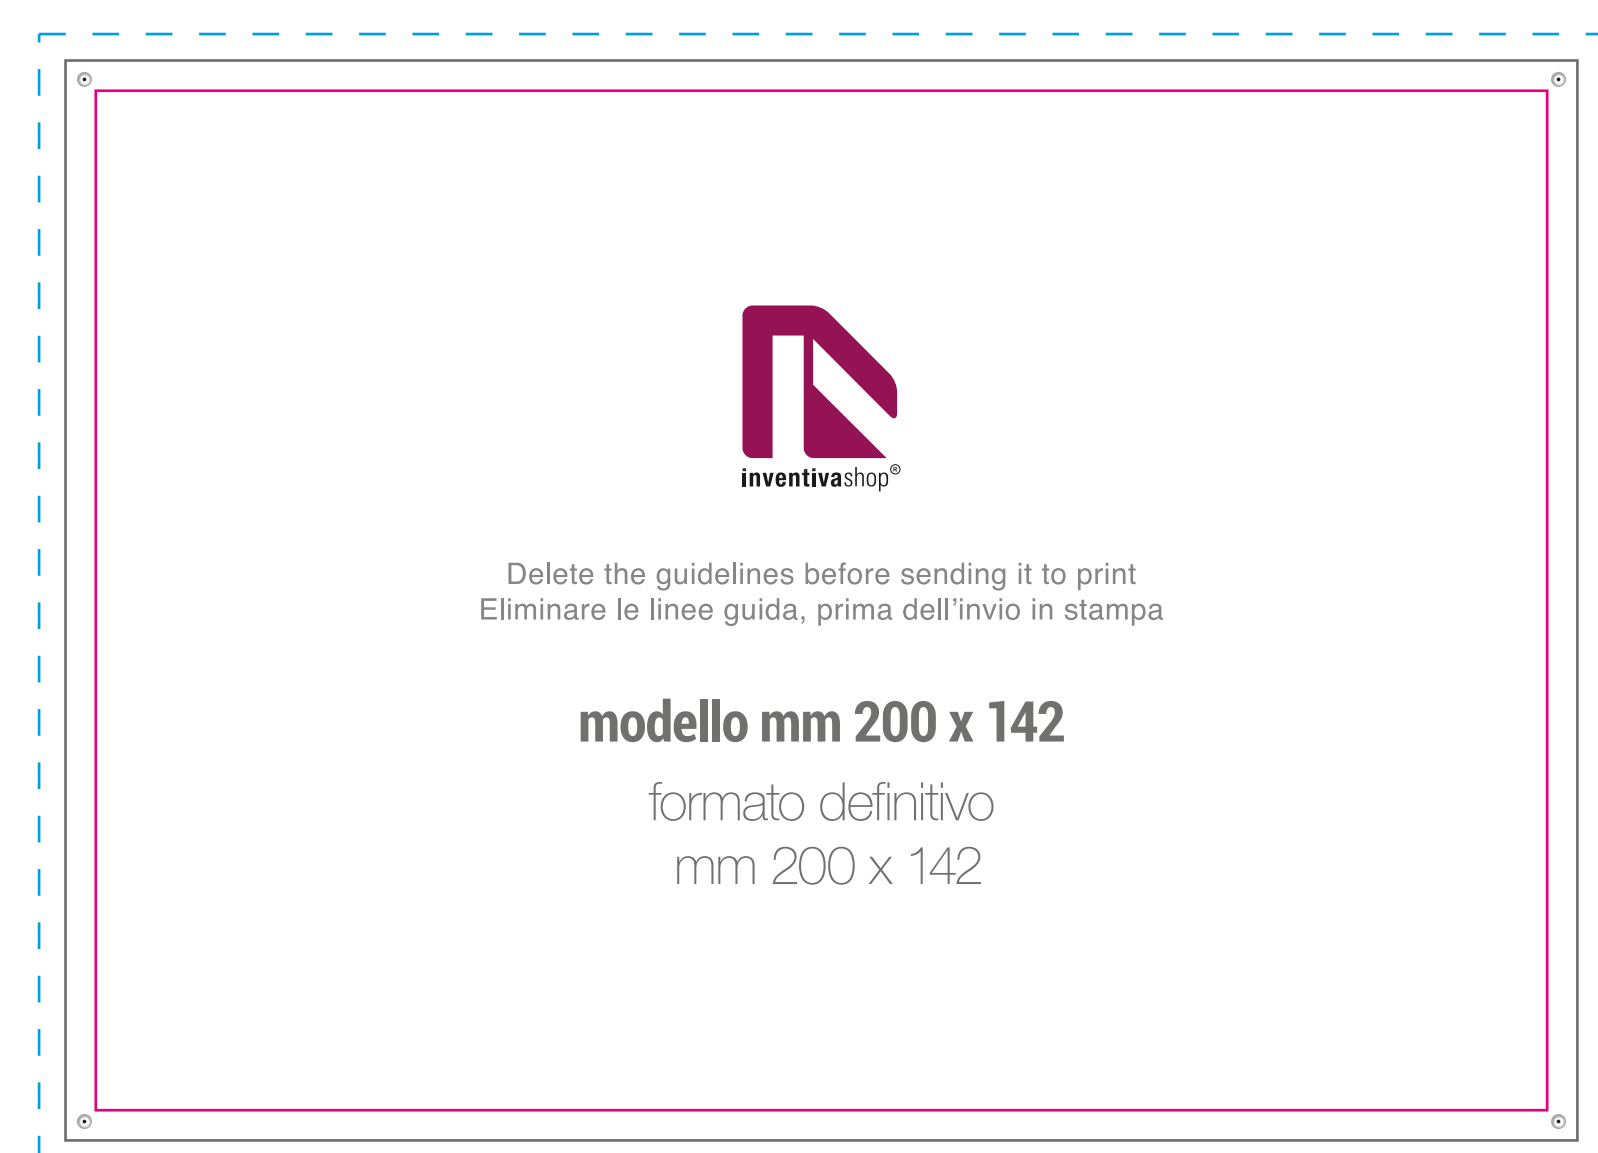 inventivashop®
Delete the guidelines before sending it to print
Eliminare le linee guida, prima dell’invio in stampa
modello mm 200 x 142
formato definitivo
mm 200 x 142